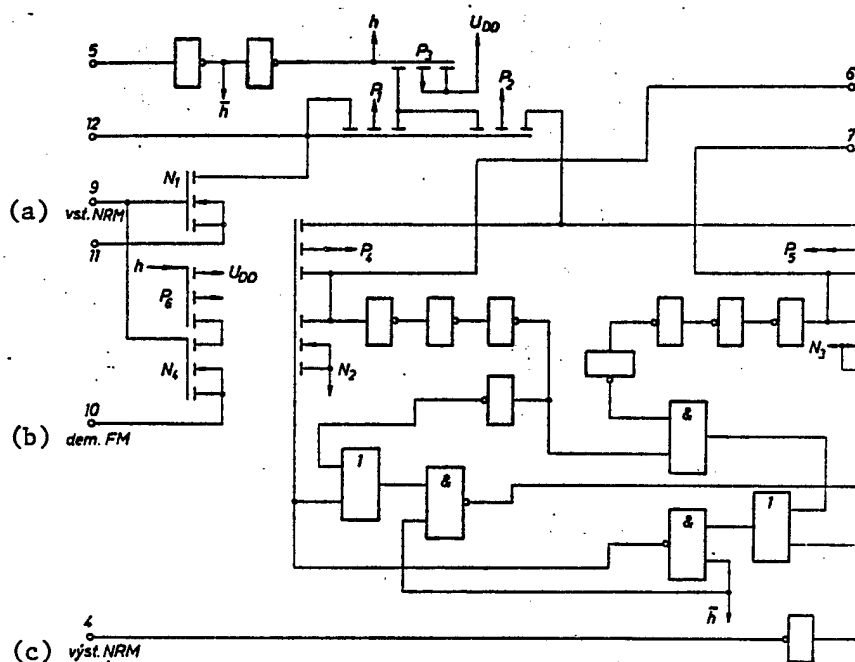 5
h
U_DD
P_3
h̄
P_1
P_2
6
12
7
N_1
(a)
9
vst. NRM
11
h
U_DD
P_6
P_4
P_5
N_4
N_2
N_3
10
(b)
dem. FM
&
1
&
&
1
h̄
4
(c)
výst. NRM